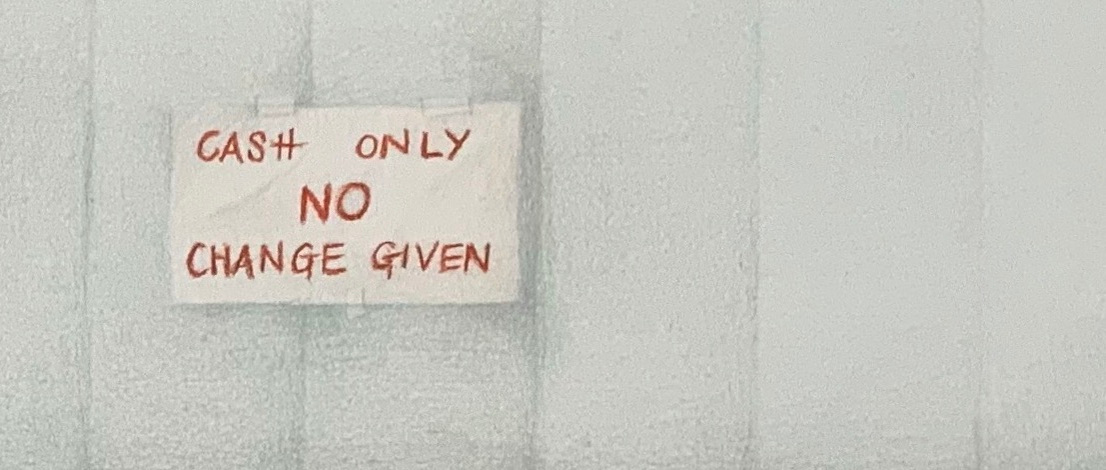 CASH ONLY
NO
CHANGE GIVEN